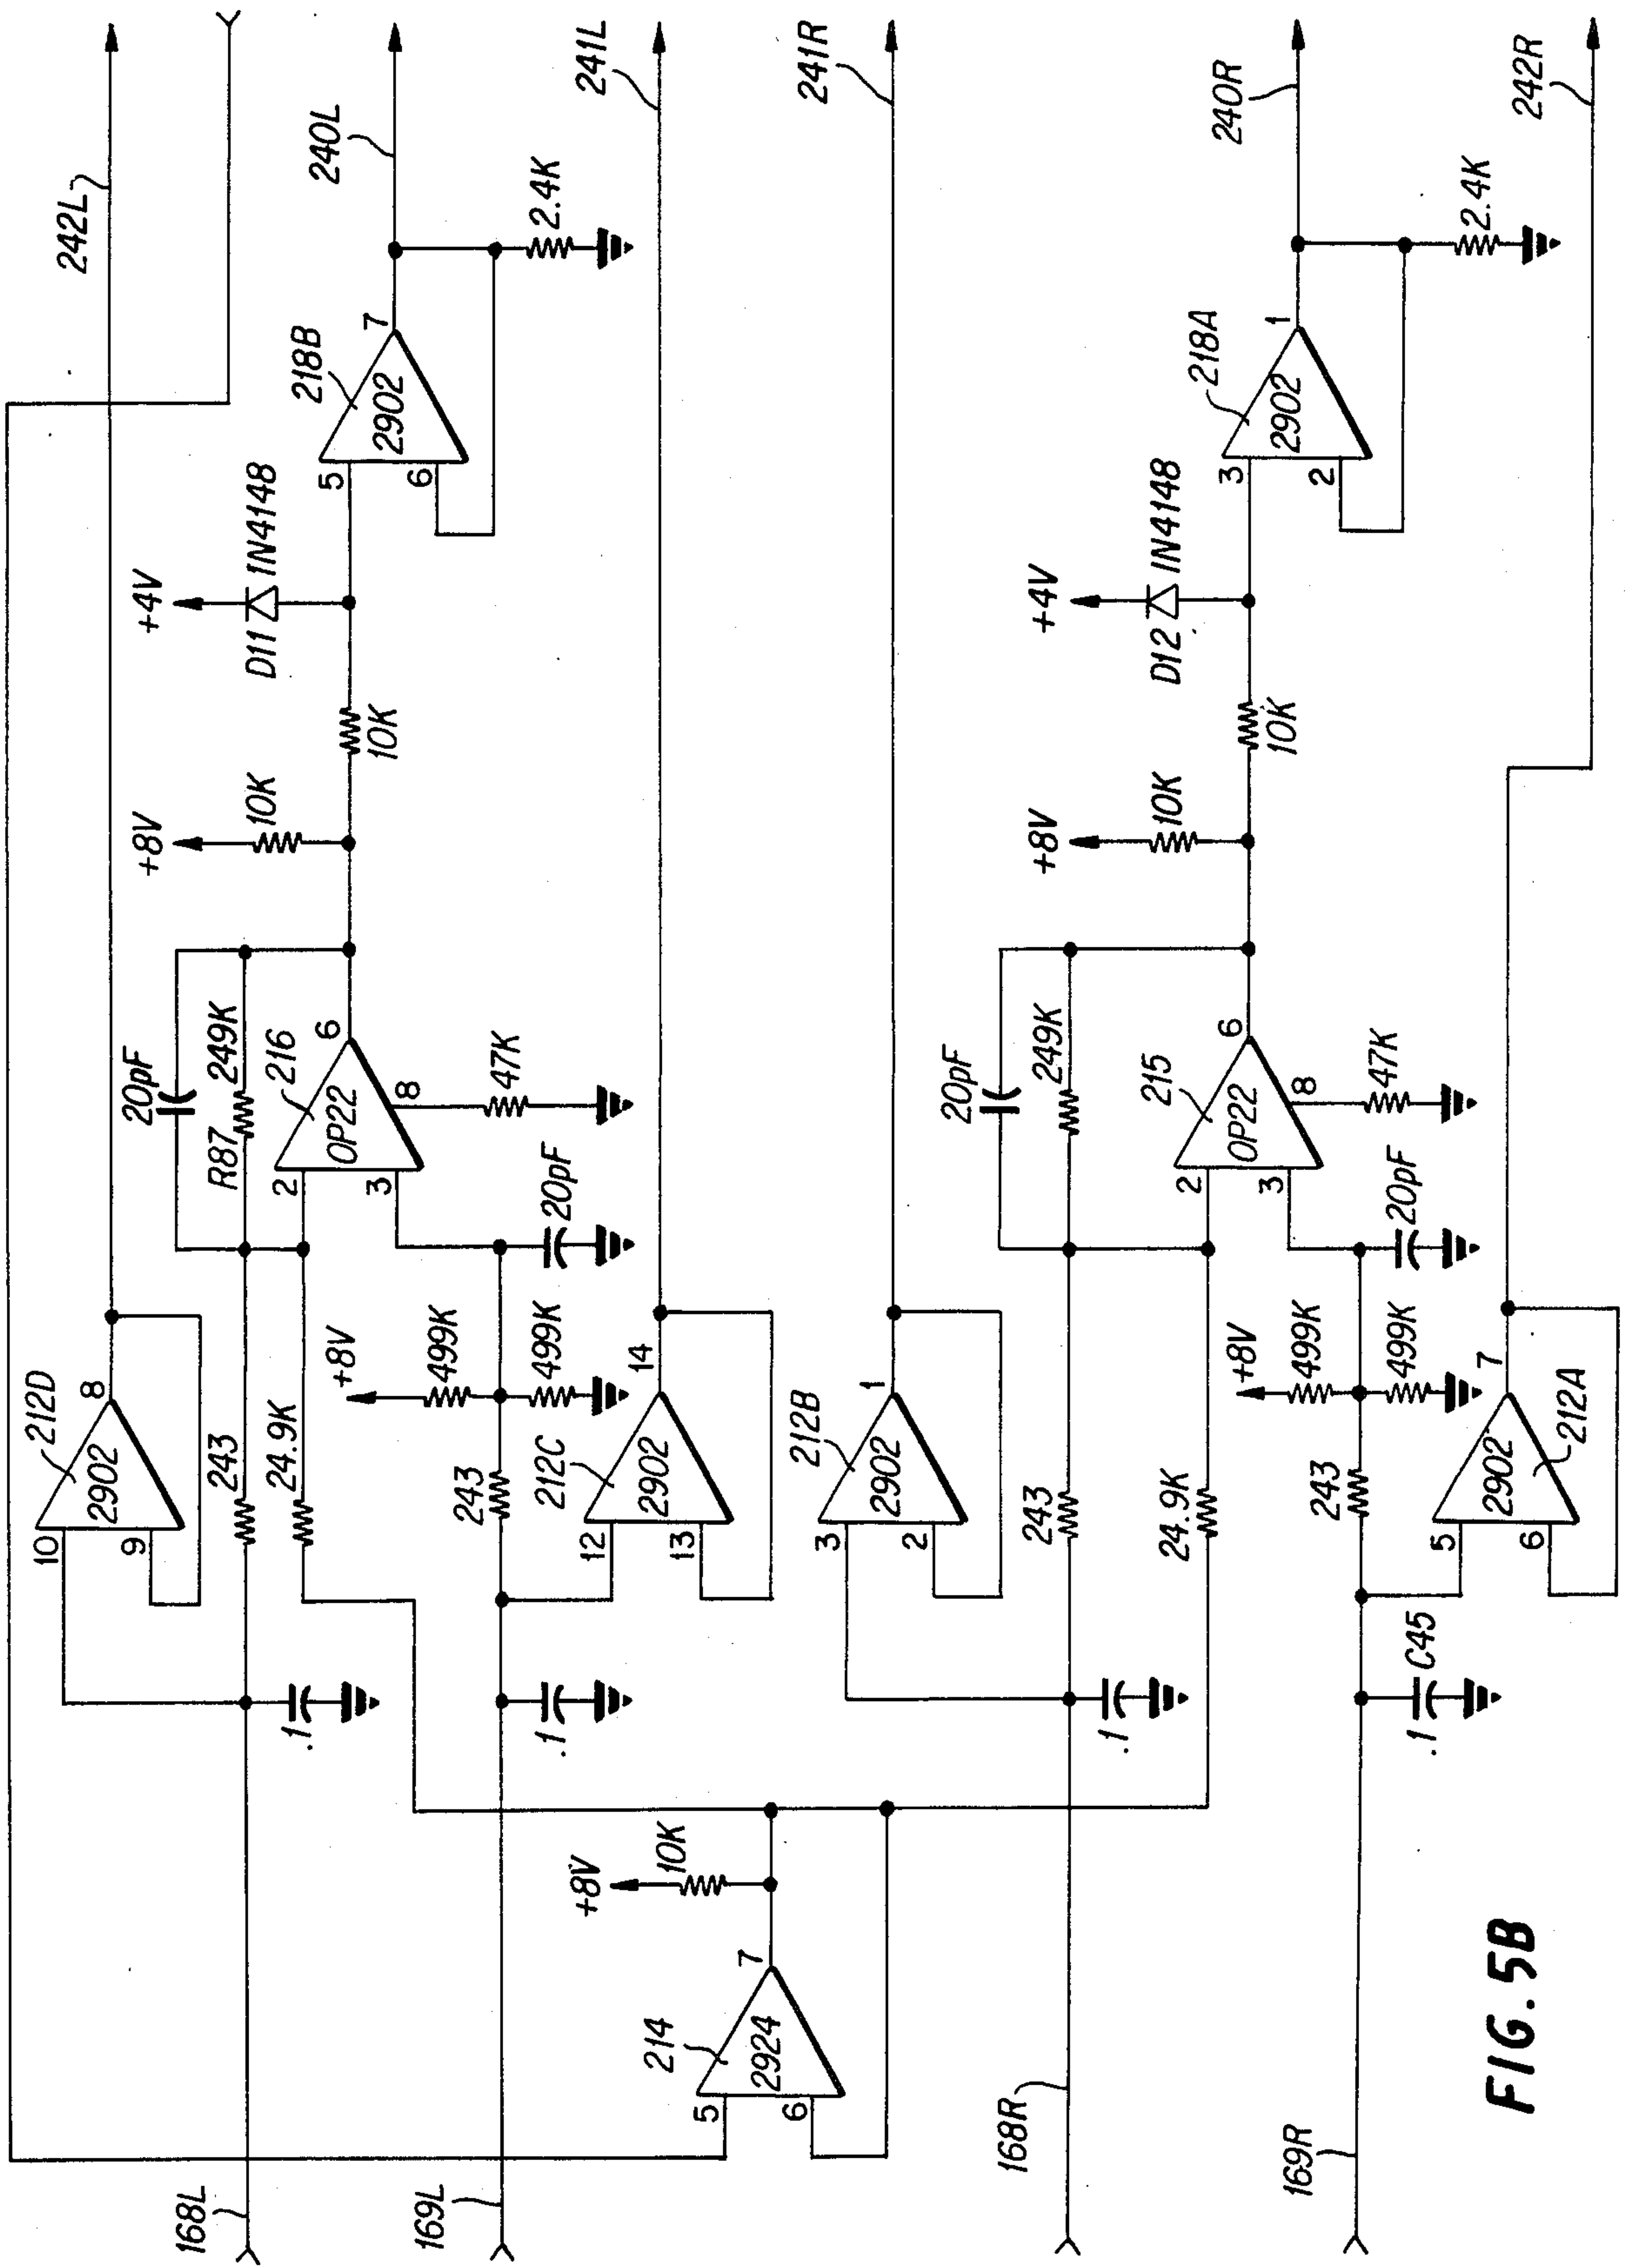 242L
240L
241L
241R
240R
242R
2.4K
2.4K
7
218B
2902
5
6
1
218A
2902
3
2
+4V
D11
IN4148
+4V
D12
IN4148
10K
10K
+8V
10K
+8V
10K
20pF
R87
249K
216
6
OP22
2
3
8
47K
20pF
20pF
249K
215
6
OP22
2
3
8
47K
20pF
212D
8
2902
10
9
243
24.9K
+8V
499K
499K
243
212C
14
2902
12
13
212B
1
2902
3
2
243
24.9K
+8V
499K
499K
243
7
2902
212A
5
6
.1
.1
.1
.1
C45
+8V
10K
214
7
2924
5
6
168L
169L
168R
169R
FIG. 5B